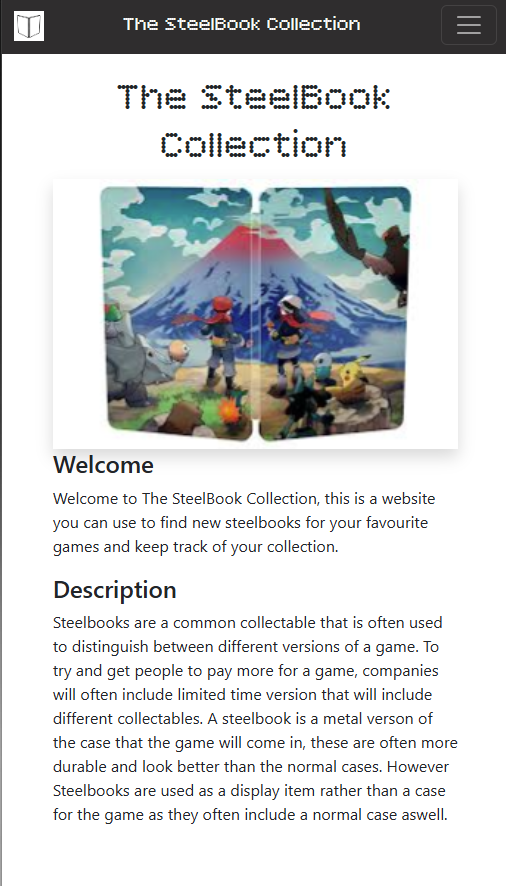 The SteelBook Collection
The SteelBook
Collection
Welcome
Welcome to The SteelBook Collection, this is a website
you can use to find new steelbooks for your favourite
games and keep track of your collection.
Description
Steelbooks are a common collectable that is often used
to distinguish between different versions of a game. To
try and get people to pay more for a game, companies
will often include limited time version that will include
different collectables. A steelbook is a metal verson of
the case that the game will come in, these are often more
durable and look better than the normal cases. However
Steelbooks are used as a display item rather than a case
for the game as they often include a normal case aswell.